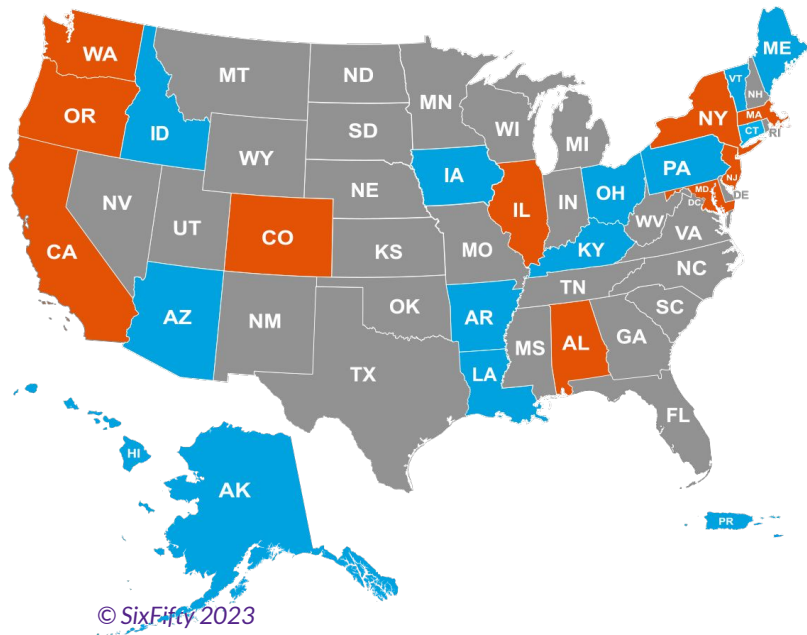 WA
MT
ND
MN
ME
VT
NH
OR
ID
SD
WI
MI
NY
MA
CT
RI
WY
IA
PA
NJ
NV
NE
IL
IN
OH
MD
DE
DC
UT
CO
WV
VA
CA
KS
MO
KY
NC
AZ
NM
OK
AR
TN
SC
MS
AL
GA
TX
LA
FL
HI
AK
PR
© SixFifty 2023